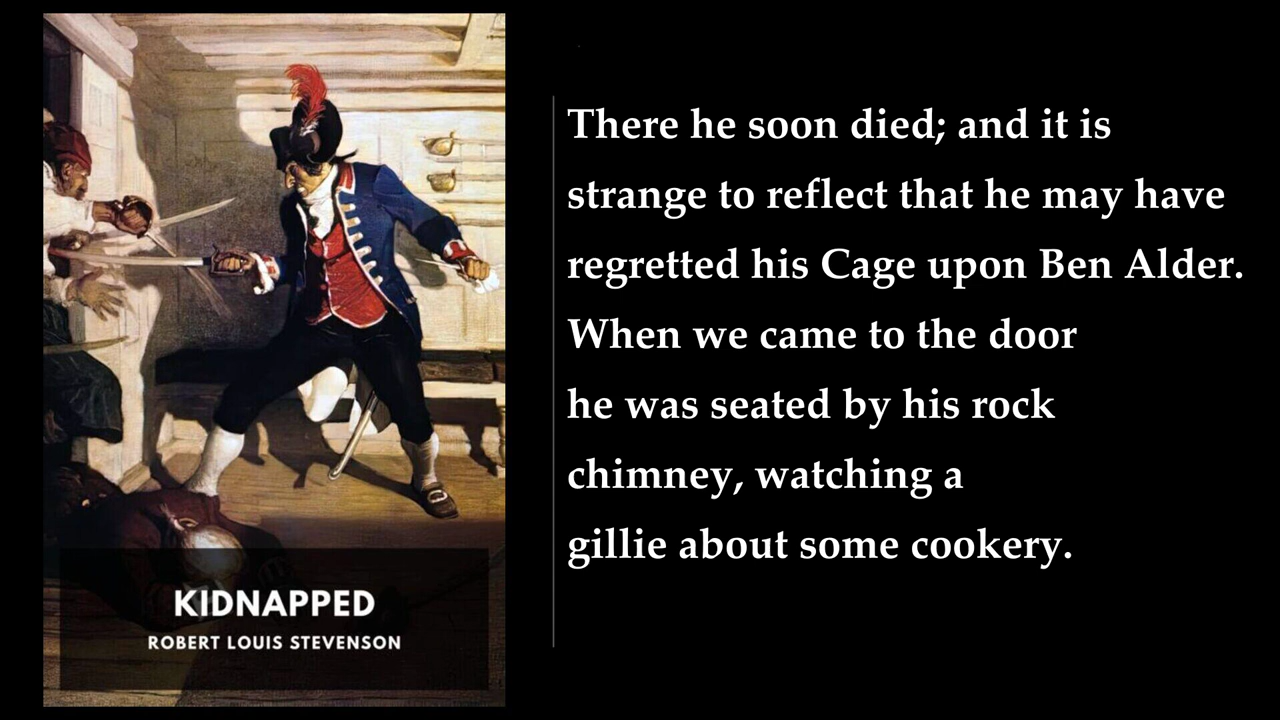 KIDNAPPED
ROBERT LOUIS STEVENSON
There he soon died; and it is
strange to reflect that he may have
regretted his Cage upon Ben Alder.
When we came to the door
he was seated by his rock
chimney, watching a
gillie about some cookery.